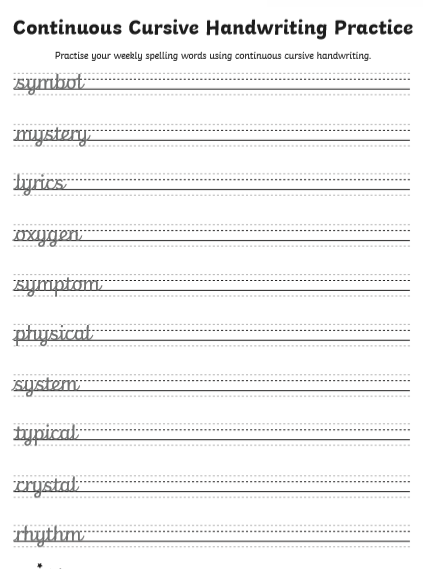 Continuous Cursive Handwriting Practice
Practise your weekly spelling words using continuous cursive handwriting.
symbol
mystery
lyrics
oxygen
symptom
physical
system
typical
crystal
rhythm